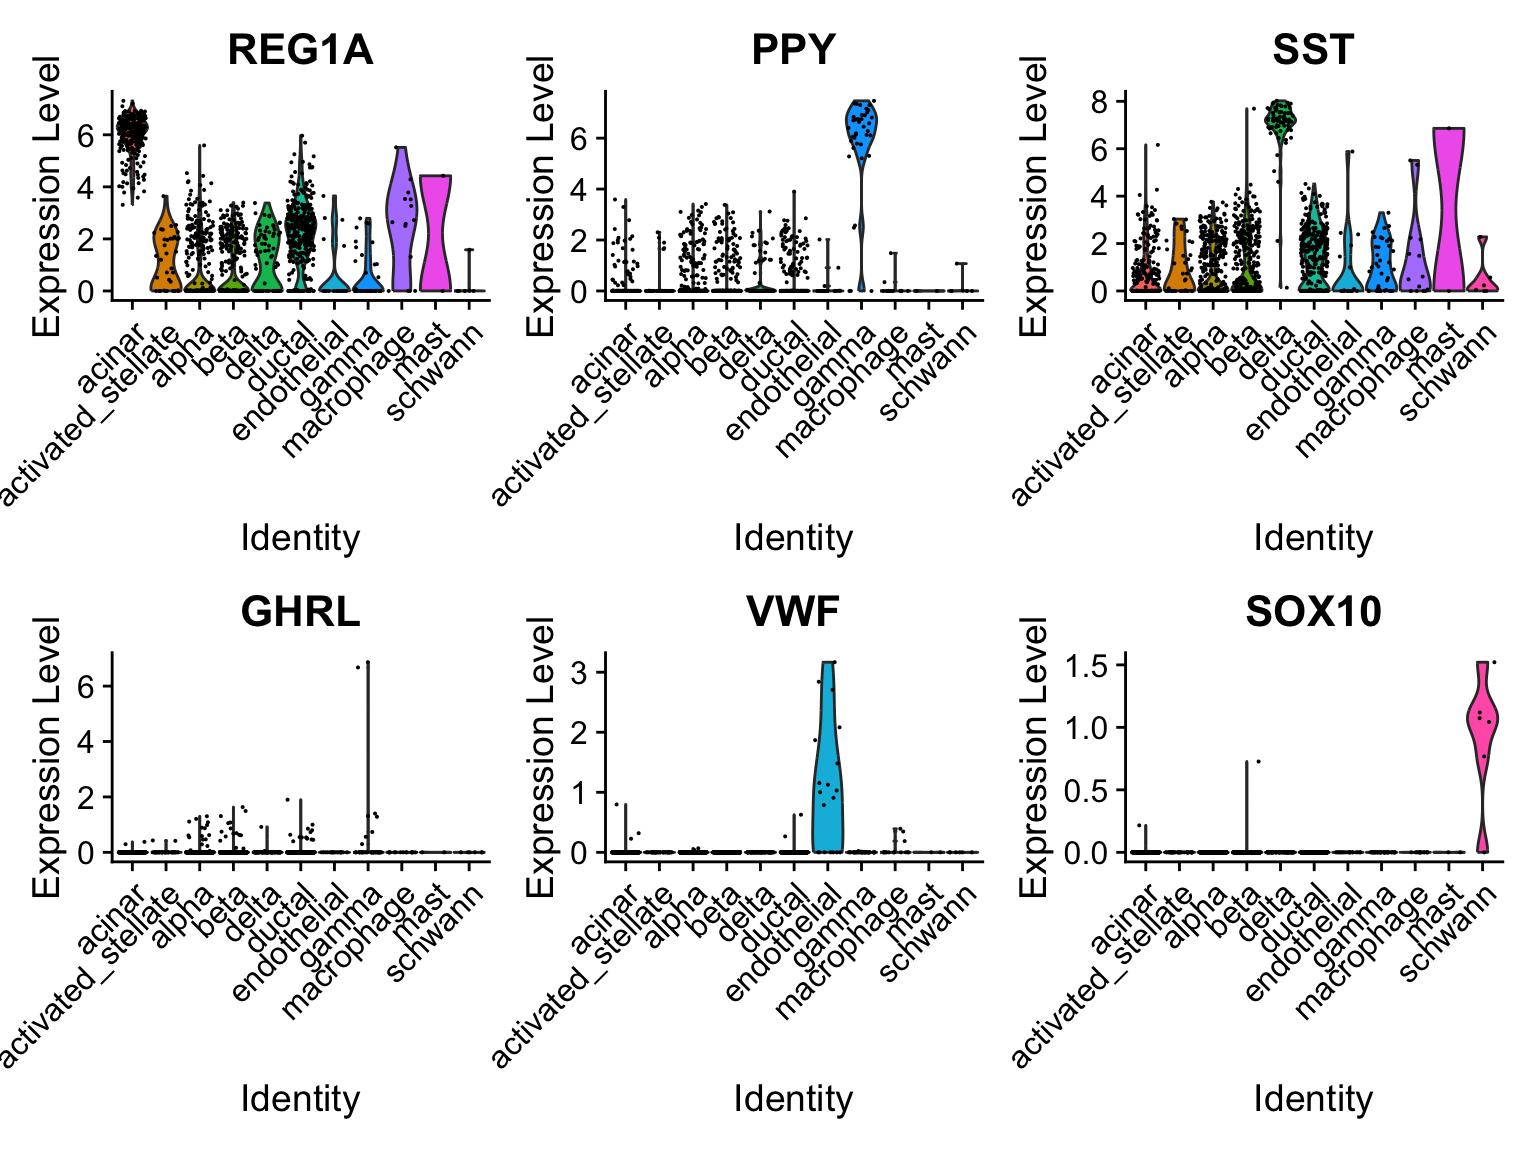 REG1A
Expression Level
6
4
2
0
acinar
activated_stellate
alpha
beta
delta
ductal
endothelial
gamma
macrophage
mast
schwann
Identity
PPY
Expression Level
6
4
2
0
acinar
activated_stellate
alpha
beta
delta
ductal
endothelial
gamma
macrophage
mast
schwann
Identity
SST
Expression Level
8
6
4
2
0
acinar
activated_stellate
alpha
beta
delta
ductal
endothelial
gamma
macrophage
mast
schwann
Identity
GHRL
Expression Level
6
4
2
0
acinar
activated_stellate
alpha
beta
delta
ductal
endothelial
gamma
macrophage
mast
schwann
Identity
VWF
Expression Level
3
2
1
0
acinar
activated_stellate
alpha
beta
delta
ductal
endothelial
gamma
macrophage
mast
schwann
Identity
SOX10
Expression Level
1.5
1.0
0.5
0.0
acinar
activated_stellate
alpha
beta
delta
ductal
endothelial
gamma
macrophage
mast
schwann
Identity